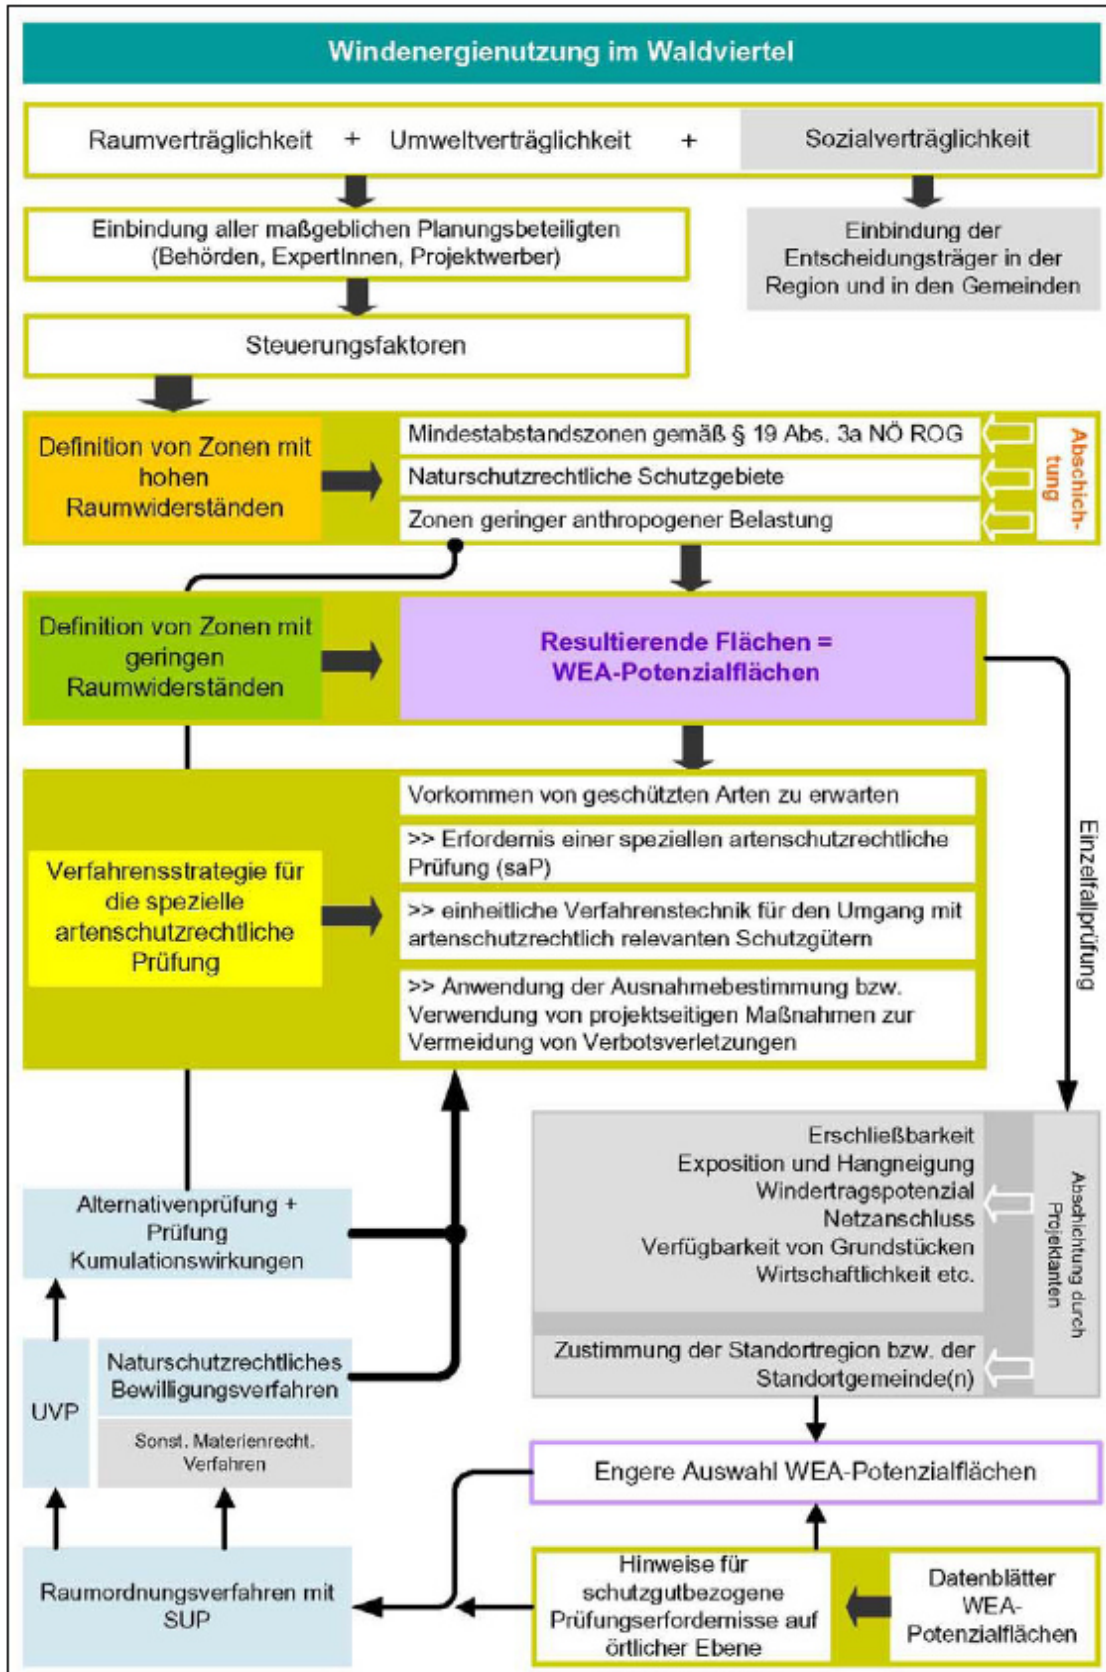 Windenergienutzung im Waldviertel
Raumverträglichkeit + Umweltverträglichkeit + Sozialverträglichkeit
Einbindung aller maßgeblichen Planungsbeteiligten
(Behörden, ExpertInnen, Projektwerber)
Einbindung der
Entscheidungsträger in der
Region und in den Gemeinden
Steuerungsfaktoren
Definition von Zonen mit
hohen
Raumwiderständen
Mindestabstandszonen gemäß § 19 Abs. 3a NÖ ROG
Naturschutzrechtliche Schutzgebiete
Zonen geringer anthropogener Belastung
Abschich-
tung
Definition von Zonen mit
geringen
Raumwiderständen
Resultierende Flächen =
WEA-Potenzialflächen
Verfahrensstrategie für
die spezielle
artenschutzrechtliche
Prüfung
Vorkommen von geschützten Arten zu erwarten
>> Erfordernis einer speziellen artenschutzrechtliche
Prüfung (saP)
>> einheitliche Verfahrenstechnik für den Umgang mit
artenschutzrechtlich relevanten Schutzgütern
>> Anwendung der Ausnahmebestimmung bzw.
Verwendung von projektseitigen Maßnahmen zur
Vermeidung von Verbotsverletzungen
Einzelfallprüfung
Erschließbarkeit
Exposition und Hangneigung
Windertragspotenzial
Netzanschluss
Verfügbarkeit von Grundstücken
Wirtschaftlichkeit etc.
Zustimmung der Standortregion bzw. der
Standortgemeinde(n)
Abschichtung durch
Projektanten
Alternativenprüfung +
Prüfung
Kumulationswirkungen
UVP
Naturschutzrechtliches
Bewilligungsverfahren
Sonst. Materienrecht.
Verfahren
Engere Auswahl WEA-Potenzialflächen
Raumordnungsverfahren mit
SUP
Hinweise für
schutzgutbezogene
Prüfungserfordernisse auf
örtlicher Ebene
Datenblätter
WEA-
Potenzialflächen